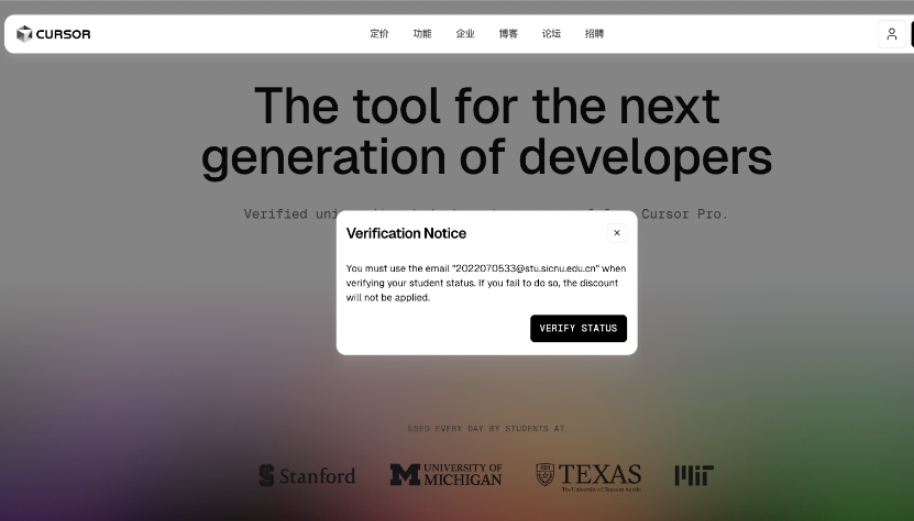 CURSOR
定价 功能 企业 博客 论坛 招聘
The tool for the next
generation of developers
Verified Cursor Pro.
Verification Notice
You must use the email "2022070533@stu.sicnu.edu.cn" when
verifying your student status. If you fail to do so, the discount
will not be applied.
VERIFY STATUS
USED EVERY DAY BY STUDENTS AT
Stanford
UNIVERSITY OF
MICHIGAN
TEXAS
The University of Texas at Austin
MIT